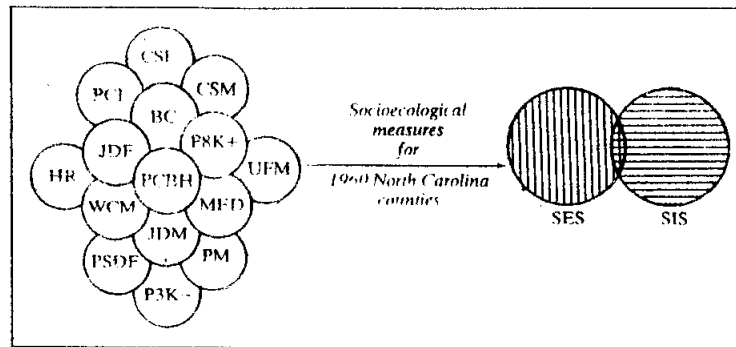 CSF
PCI
CSM
BC
P8K+
JDF
HR
PCBH
UFM
WCM
MED
JDM
PSDF
PM
P3K-
Socioecological
measures
for
1960 North Carolina
counties
SES
SIS